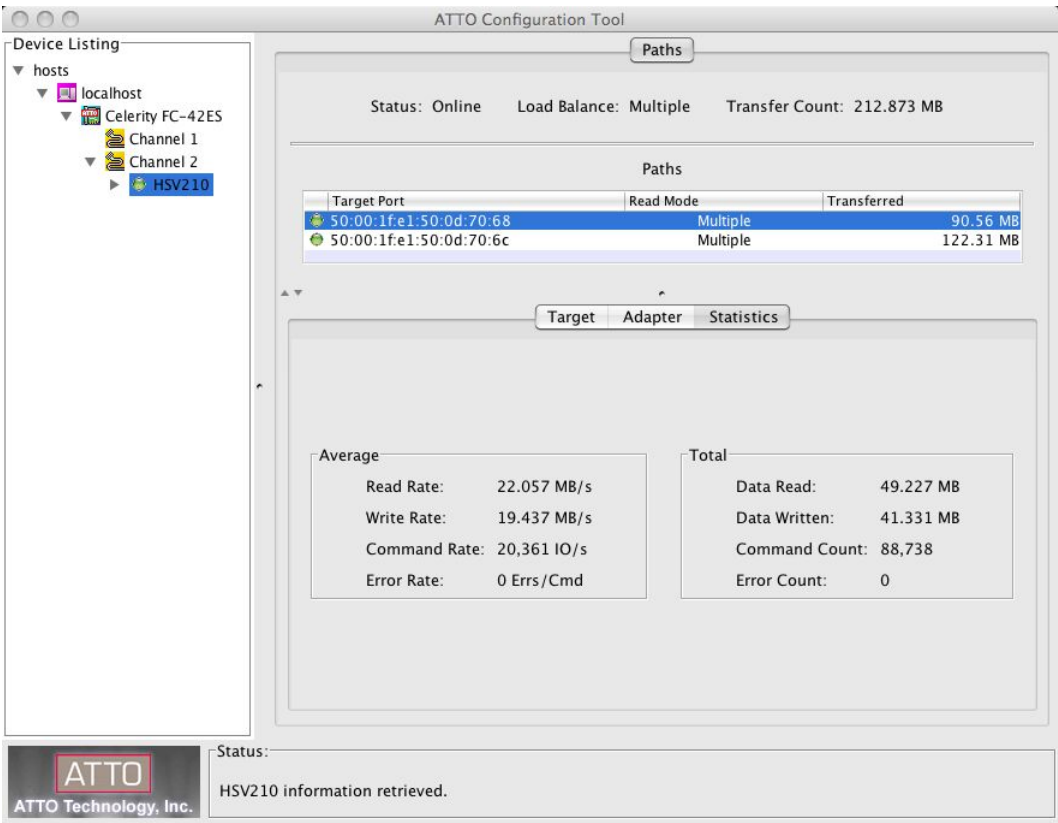 ATTO Configuration Tool
Device Listing
hosts
localhost
Celerity FC-42ES
Channel 1
Channel 2
HSV210
Paths
Status: Online Load Balance: Multiple Transfer Count: 212.873 MB
Paths
Target Port Read Mode Transferred
50:00:1f:e1:50:0d:70:68 Multiple 90.56 MB
50:00:1f:e1:50:0d:70:6c Multiple 122.31 MB
Target Adapter Statistics
Average
Read Rate: 22.057 MB/s
Write Rate: 19.437 MB/s
Command Rate: 20,361 IO/s
Error Rate: 0 Errs/Cmd
Total
Data Read: 49.227 MB
Data Written: 41.331 MB
Command Count: 88,738
Error Count: 0
ATTO
ATTO Technology, Inc.
Status:
HSV210 information retrieved.